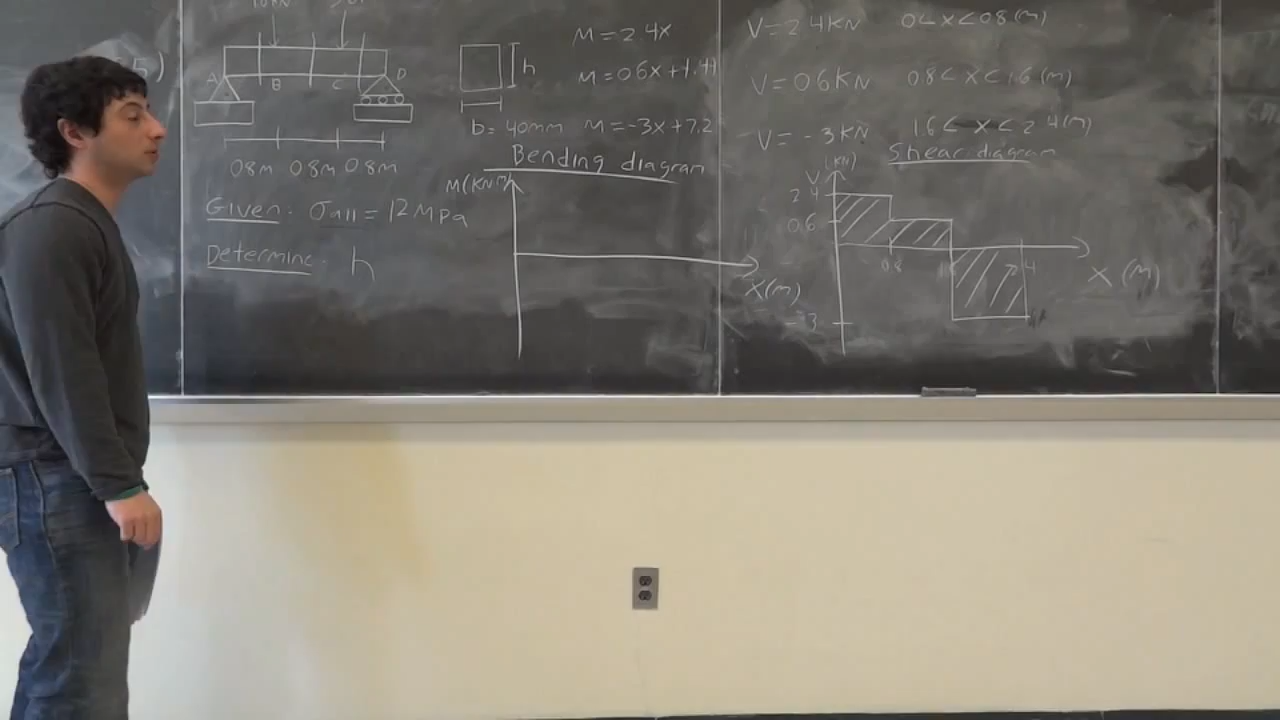 5)
A B C D
0.8m 0.8m 0.8m
Given: σall = 12 MPa
Determine: h
h
b = 40mm
M = 2.4x
M = 0.6x + 1.44
M = -3x + 7.2
Bending diagram
M(KN·m)
X(m)
V = 2.4 KN 0 < x < 0.8 (m)
V = 0.6 KN 0.8 < x < 1.6 (m)
V = -3 KN 1.6 < x < 2.4 (m)
Shear diagram
V (KN)
2.4
0.6
0.8 2.4
X (m)
-3